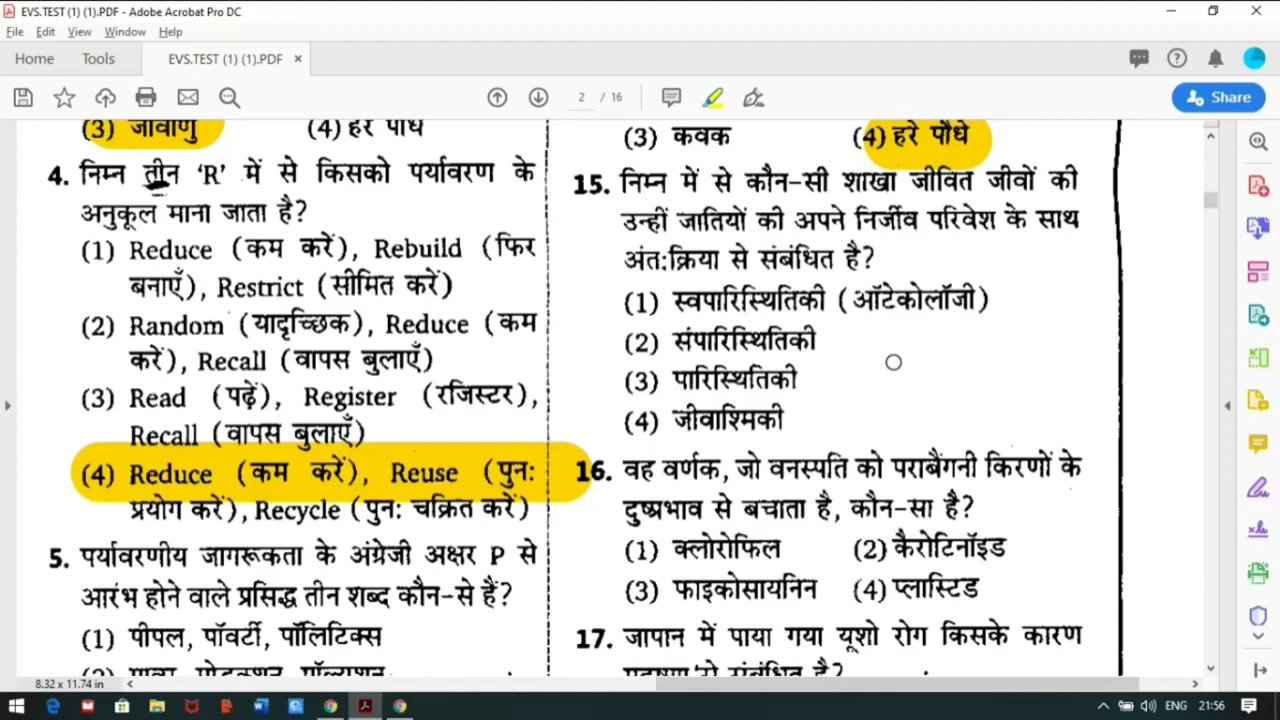 EVS.TEST (1) (1).PDF - Adobe Acrobat Pro DC
File Edit View Window Help
Home Tools EVS.TEST (1) (1).PDF ×
2 / 16
Share
(3) जीवाणु (4) हरे पौधे
4. निम्न तीन ‘R’ में से किसको पर्यावरण के
अनुकूल माना जाता है?
(1) Reduce (कम करें), Rebuild (फिर
बनाएँ), Restrict (सीमित करें)
(2) Random (यादृच्छिक), Reduce (कम
करें), Recall (वापस बुलाएँ)
(3) Read (पढ़ें), Register (रजिस्टर),
Recall (वापस बुलाएँ)
(4) Reduce (कम करें), Reuse (पुन:
प्रयोग करें), Recycle (पुन: चक्रित करें)
5. पर्यावरणीय जागरूकता के अंग्रेजी अक्षर P से
आरंभ होने वाले प्रसिद्ध तीन शब्द कौन-से हैं?
(1) पीपल, पॉवर्टी, पॉलिटिक्स
प्रोडक्शन पॉल्यूशन
(3) कवक (4) हरे पौधे
15. निम्न में से कौन-सी शाखा जीवित जीवों की
उन्हीं जातियों की अपने निर्जीव परिवेश के साथ
अंत:क्रिया से संबंधित है?
(1) स्वपारिस्थितिकी (ऑटेकोलॉजी)
(2) संपारिस्थितिकी
(3) पारिस्थितिकी
(4) जीवाश्मिकी
16. वह वर्णक, जो वनस्पति को पराबैंगनी किरणों के
दुष्प्रभाव से बचाता है, कौन-सा है?
(1) क्लोरोफिल (2) कैरोटिनॉइड
(3) फाइकोसायनिन (4) प्लास्टिड
17. जापान में पाया गया यूशो रोग किसके कारण
प्रदूषण से संबंधित है?
8.32 x 11.74 in
ENG 21:56